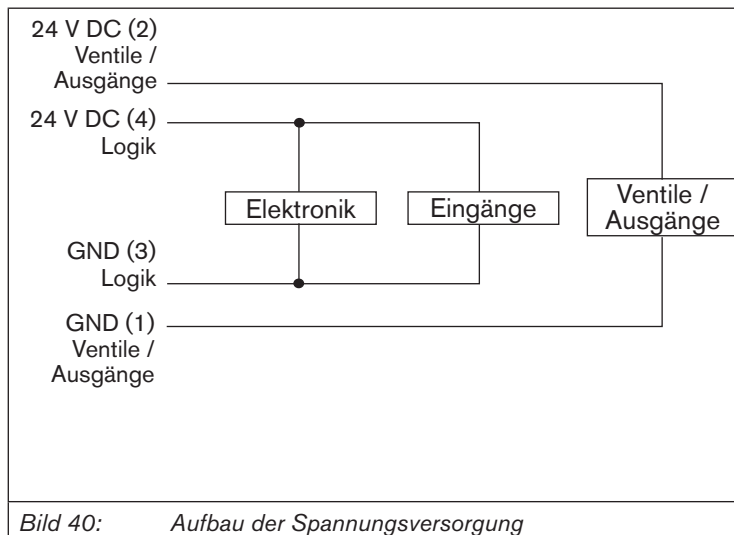 24 V DC (2)
Ventile /
Ausgänge
24 V DC (4)
Logik
Elektronik
Eingänge
Ventile /
Ausgänge
GND (3)
Logik
GND (1)
Ventile /
Ausgänge
Bild 40: Aufbau der Spannungsversorgung